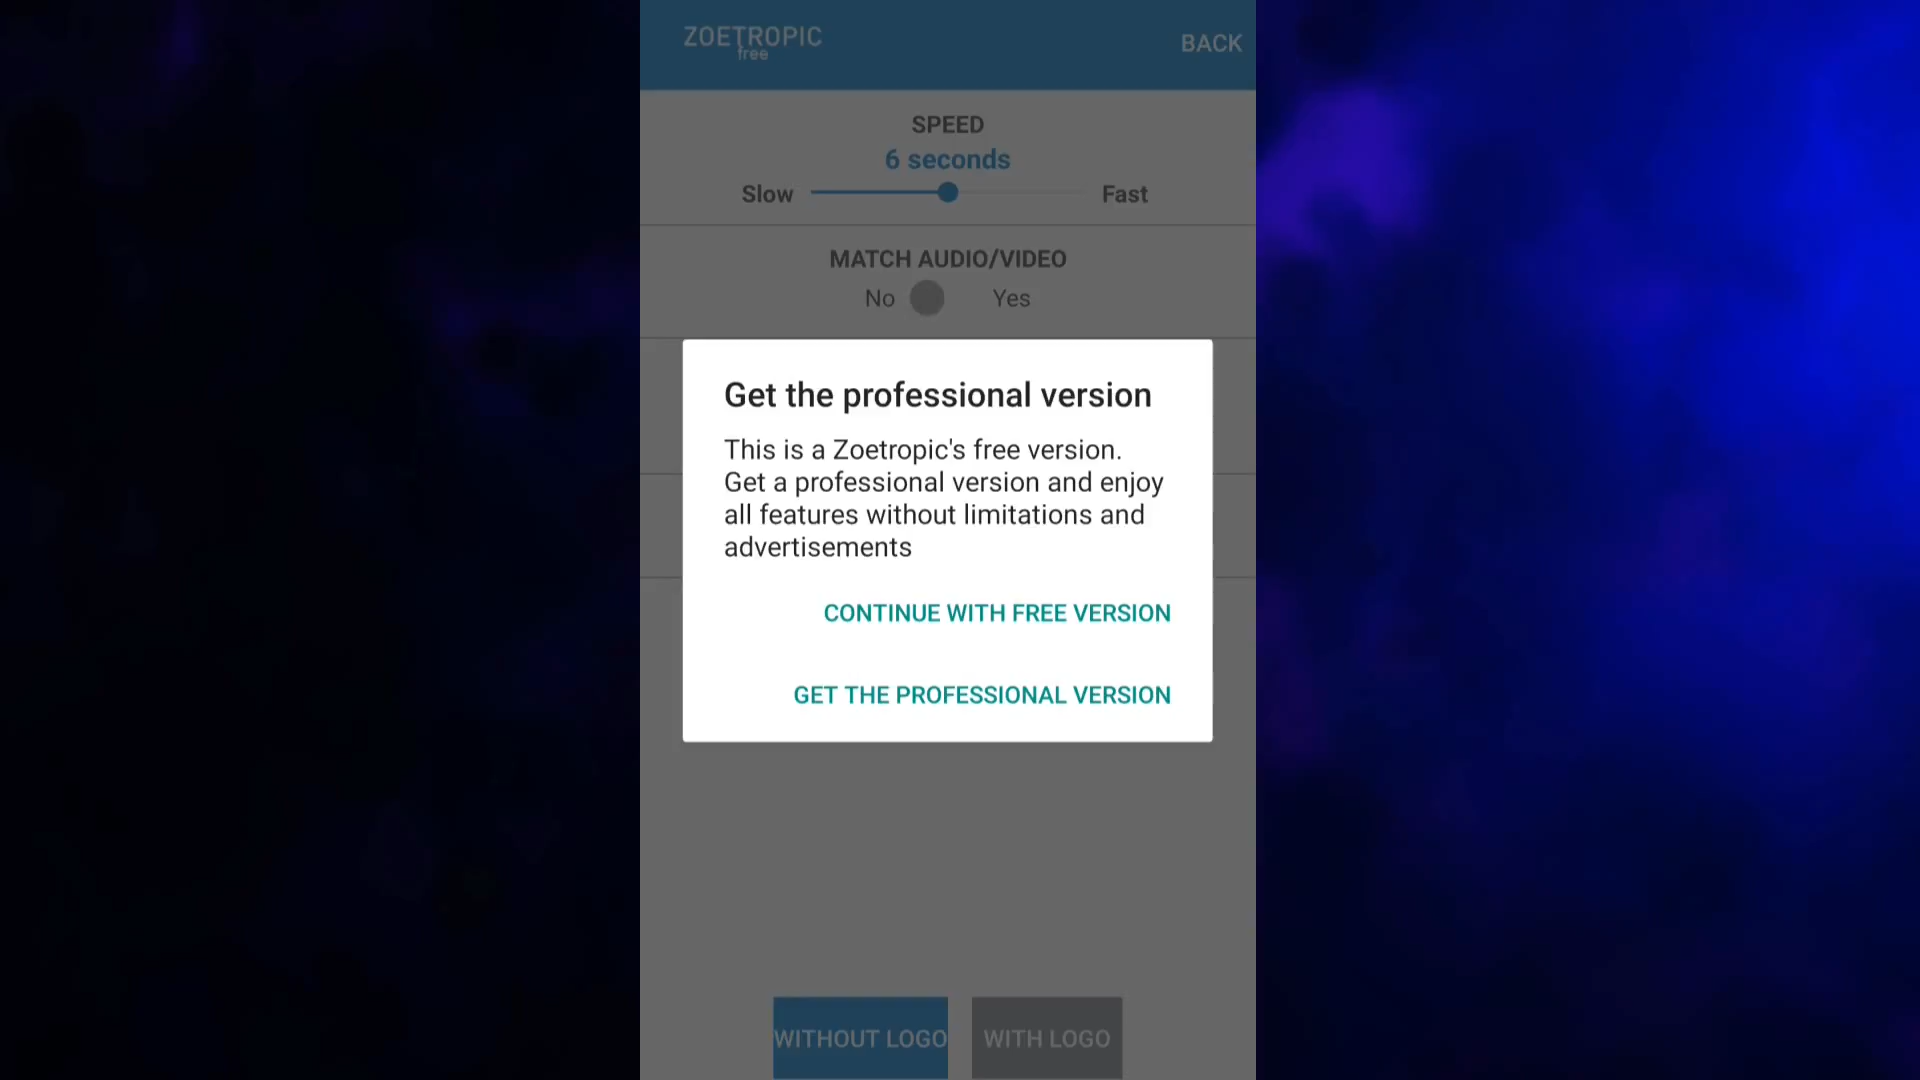 ZOETROPIC
free
BACK
SPEED
6 seconds
Slow
Fast
MATCH AUDIO/VIDEO
No
Yes
Get the professional version
This is a Zoetropic's free version.
Get a professional version and enjoy
all features without limitations and
advertisements
CONTINUE WITH FREE VERSION
GET THE PROFESSIONAL VERSION
WITHOUT LOGO
WITH LOGO